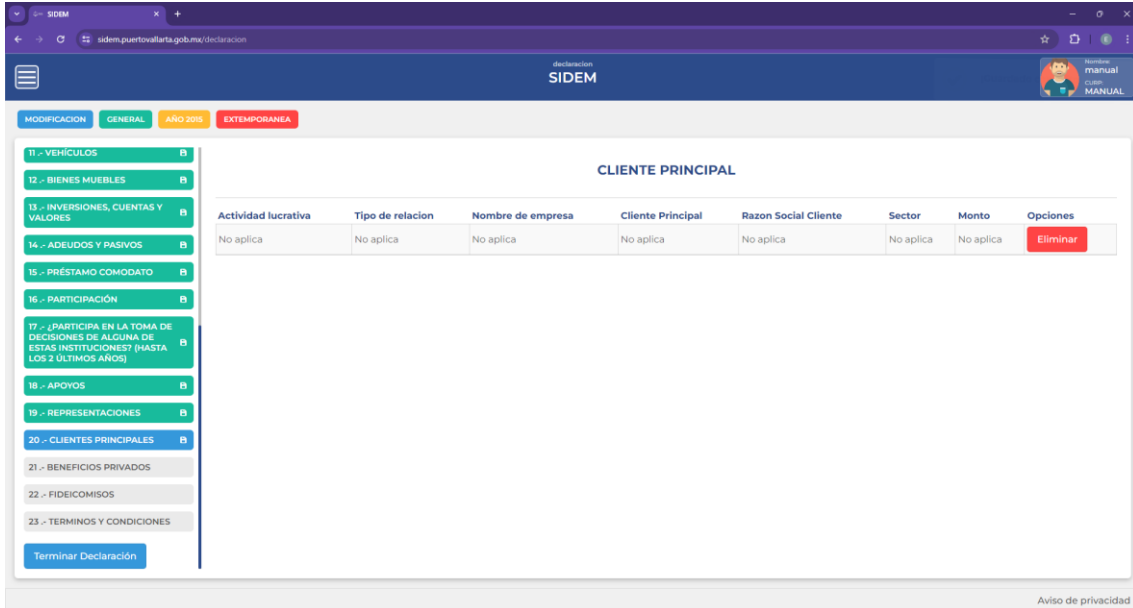 SIDEM
sidem.puertovallarta.gob.mx/declaracion
declaracion
SIDEM
Nombre:
manual
CURP:
MANUAL
MODIFICACION
GENERAL
AÑO 2015
EXTEMPORANEA
11 .- VEHÍCULOS
12 .- BIENES MUEBLES
13 .- INVERSIONES, CUENTAS Y
VALORES
14 .- ADEUDOS Y PASIVOS
15 .- PRÉSTAMO COMODATO
16 .- PARTICIPACIÓN
17 .- ¿PARTICIPA EN LA TOMA DE
DECISIONES DE ALGUNA DE
ESTAS INSTITUCIONES? (HASTA
LOS 2 ÚLTIMOS AÑOS)
18 .- APOYOS
19 .- REPRESENTACIONES
20 .- CLIENTES PRINCIPALES
21 .- BENEFICIOS PRIVADOS
22 .- FIDEICOMISOS
23 .- TERMINOS Y CONDICIONES
Terminar Declaración
CLIENTE PRINCIPAL
Actividad lucrativa Tipo de relacion Nombre de empresa Cliente Principal Razon Social Cliente Sector Monto Opciones
No aplica No aplica No aplica No aplica No aplica No aplica No aplica Eliminar
Aviso de privacidad